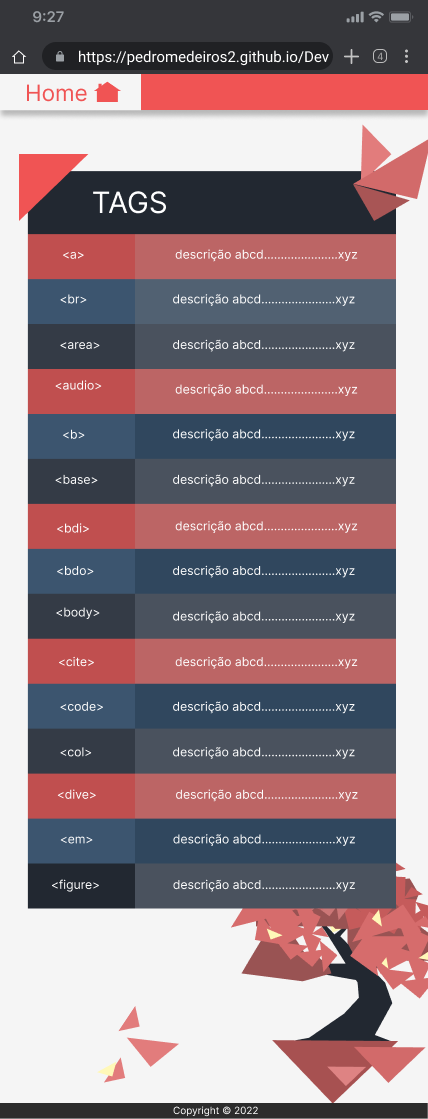 9:27
https://pedromedeiros2.github.io/Dev
4
Home
TAGS
<a> descrição abcd......................xyz
<br> descrição abcd......................xyz
<area> descrição abcd......................xyz
<audio> descrição abcd......................xyz
<b> descrição abcd......................xyz
<base> descrição abcd......................xyz
<bdi> descrição abcd......................xyz
<bdo> descrição abcd......................xyz
<body> descrição abcd......................xyz
<cite> descrição abcd......................xyz
<code> descrição abcd......................xyz
<col> descrição abcd......................xyz
<dive> descrição abcd......................xyz
<em> descrição abcd......................xyz
<figure> descrição abcd......................xyz
Copyright © 2022